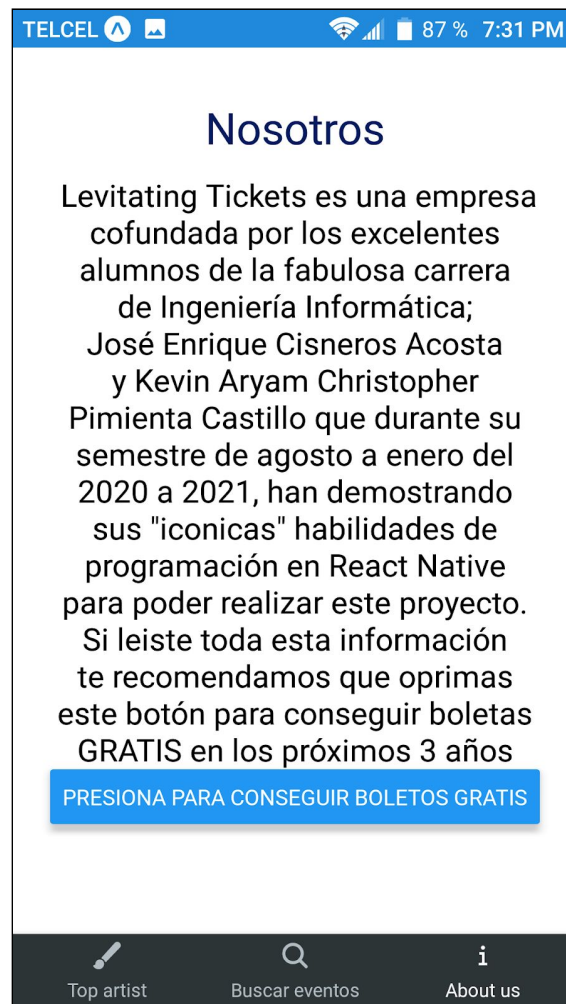 TELCEL 87 % 7:31 PM
Nosotros
Levitating Tickets es una empresa
cofundada por los excelentes
alumnos de la fabulosa carrera
de Ingeniería Informática;
José Enrique Cisneros Acosta
y Kevin Aryam Christopher
Pimienta Castillo que durante su
semestre de agosto a enero del
2020 a 2021, han demostrando
sus "iconicas" habilidades de
programación en React Native
para poder realizar este proyecto.
Si leiste toda esta información
te recomendamos que oprimas
este botón para conseguir boletas
GRATIS en los próximos 3 años
PRESIONA PARA CONSEGUIR BOLETOS GRATIS
Top artist Buscar eventos About us